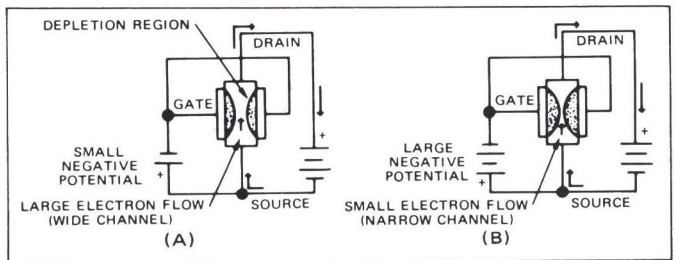 DEPLETION REGION
DRAIN
GATE
+
SMALL
NEGATIVE
POTENTIAL
+
LARGE ELECTRON FLOW
(WIDE CHANNEL)
SOURCE
(A)
DRAIN
GATE
+
LARGE
NEGATIVE
POTENTIAL
+
SMALL ELECTRON FLOW
(NARROW CHANNEL)
SOURCE
(B)